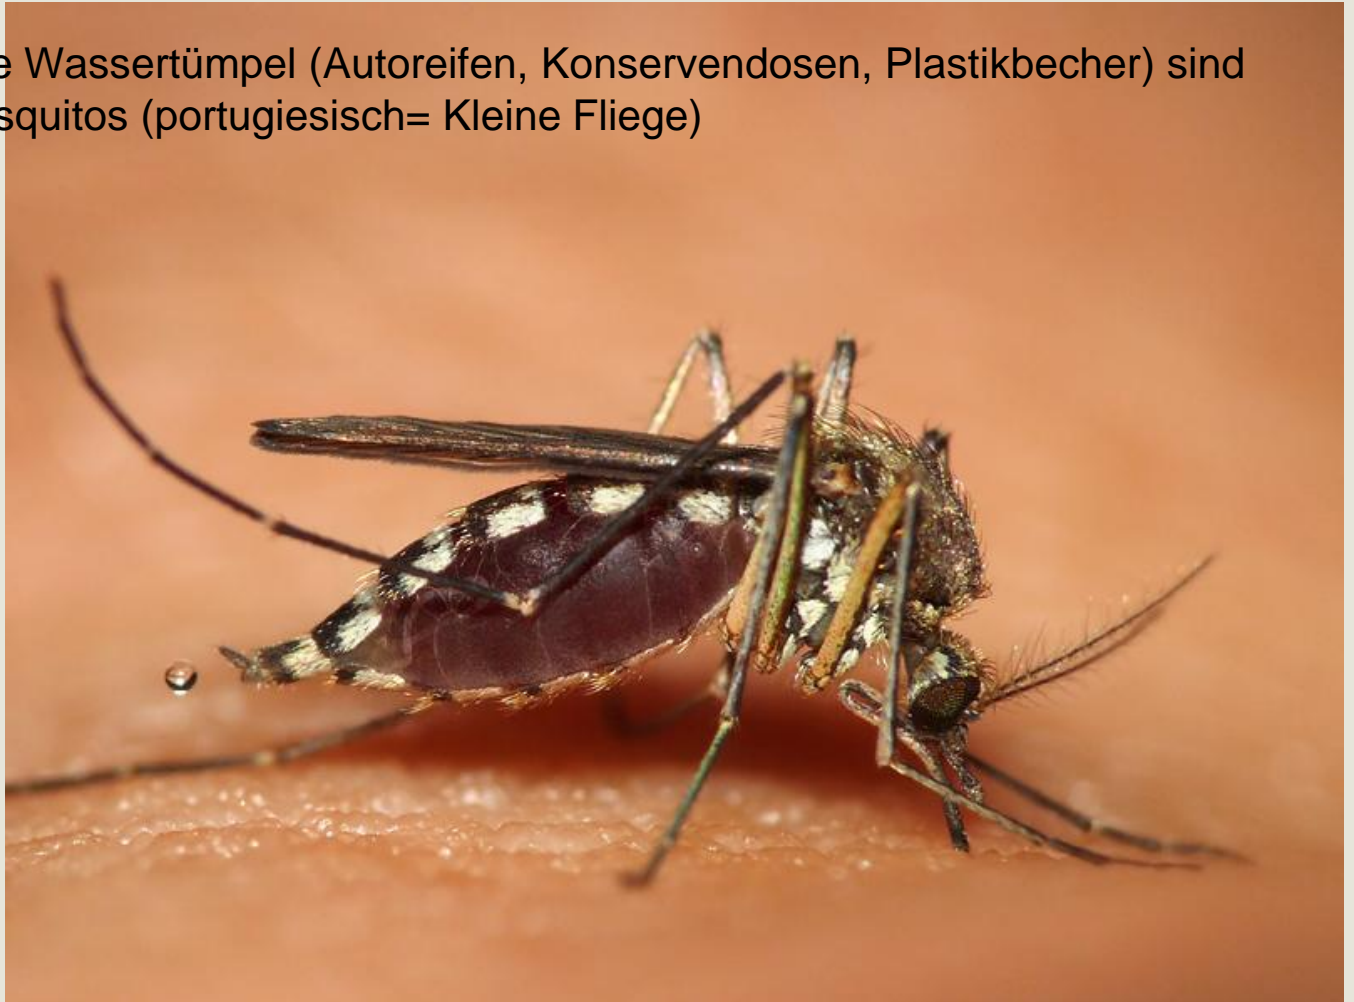 e Wassertümpel (Autoreifen, Konservendosen, Plastikbecher) sind
squitos (portugiesisch= Kleine Fliege)